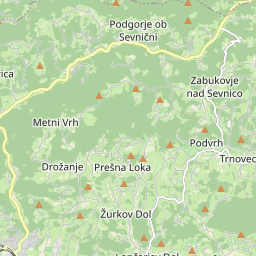 Podgorje ob
Sevnični
Zabukovje
nad Sevnico
Metni Vrh
Podvrh
Drožanje
Prešna Loka
Trnovec
Žurkov Dol